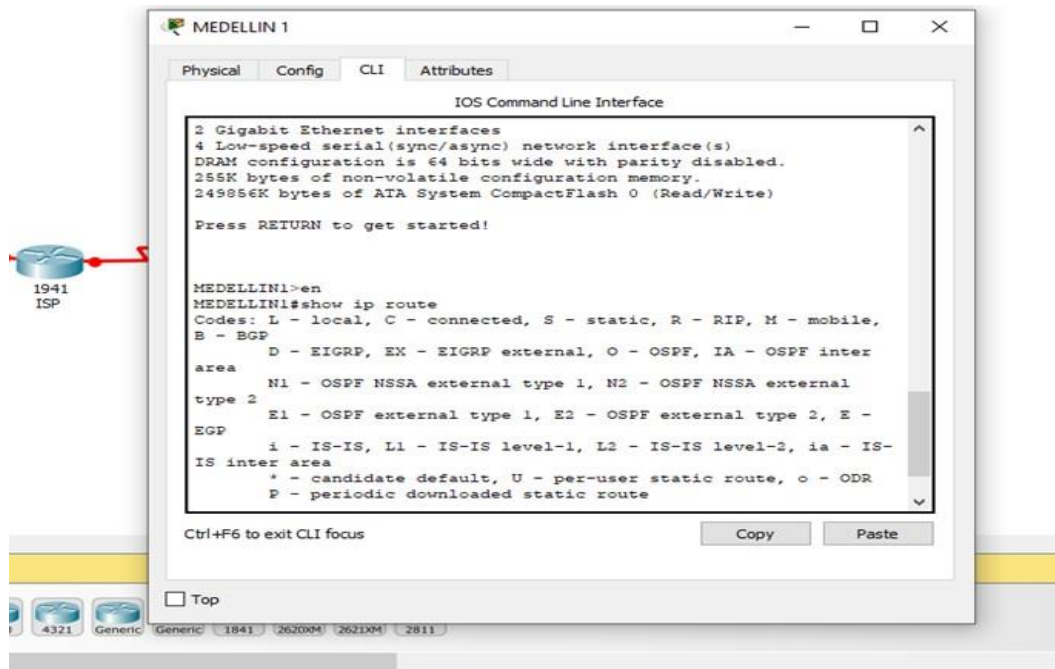 MEDELLIN 1
Physical Config CLI Attributes
IOS Command Line Interface
2 Gigabit Ethernet interfaces
4 Low-speed serial(sync/async) network interface(s)
DRAM configuration is 64 bits wide with parity disabled.
255K bytes of non-volatile configuration memory.
249856K bytes of ATA System CompactFlash 0 (Read/Write)
Press RETURN to get started!
1941
ISP
MEDELLIN1>en
MEDELLIN1#show ip route
Codes: L - local, C - connected, S - static, R - RIP, M - mobile,
B - BGP
D - EIGRP, EX - EIGRP external, O - OSPF, IA - OSPF inter
area
N1 - OSPF NSSA external type 1, N2 - OSPF NSSA external
type 2
E1 - OSPF external type 1, E2 - OSPF external type 2, E -
EGP
i - IS-IS, L1 - IS-IS level-1, L2 - IS-IS level-2, ia - IS-
IS inter area
* - candidate default, U - per-user static route, o - ODR
P - periodic downloaded static route
Ctrl+F6 to exit CLI focus
Copy Paste
Top
4321 Generic Generic 1841 2620XM 2621XM 2811